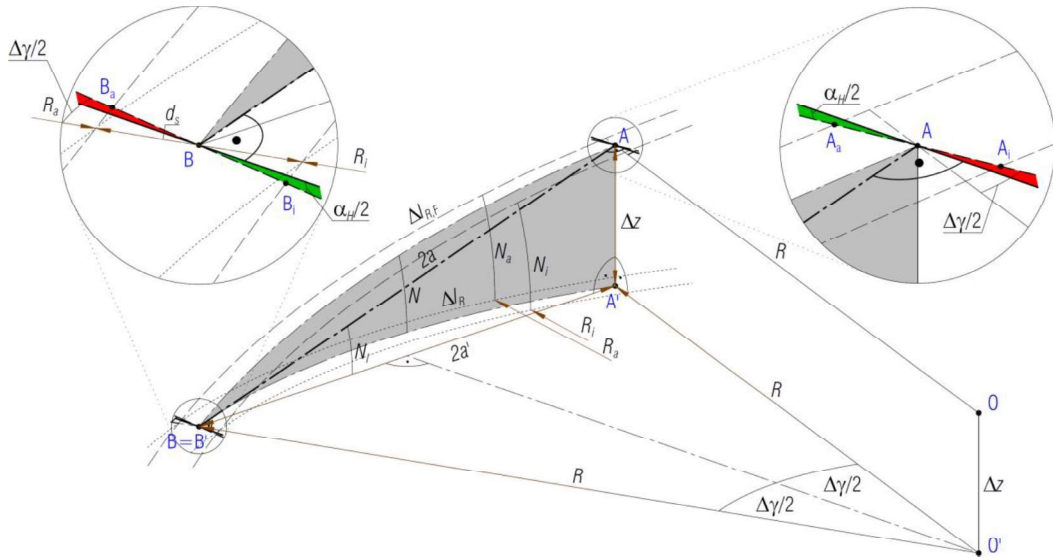 Δγ/2
B_a
R_a
d_s
B
R_i
B_i
α_H/2
α_H/2
A
A_a
A_i
Δγ/2
A
Δl_{R,F}
2a
N_a
N_i
Δz
N
Δl_R
A'
R
R_i
R_a
N_l
2a'
R
O
B=B'
R
Δγ/2
Δγ/2
Δz
O'